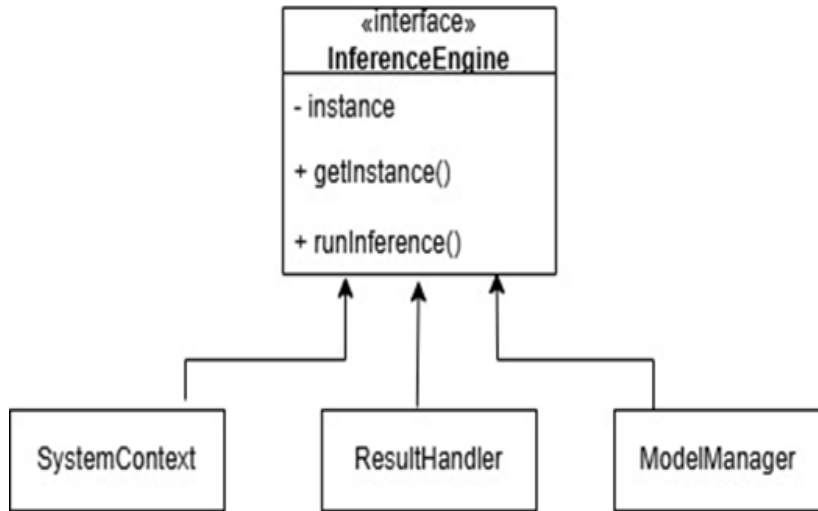 «interface»
InferenceEngine
- instance
+ getInstance()
+ runInference()
SystemContext
ResultHandler
ModelManager